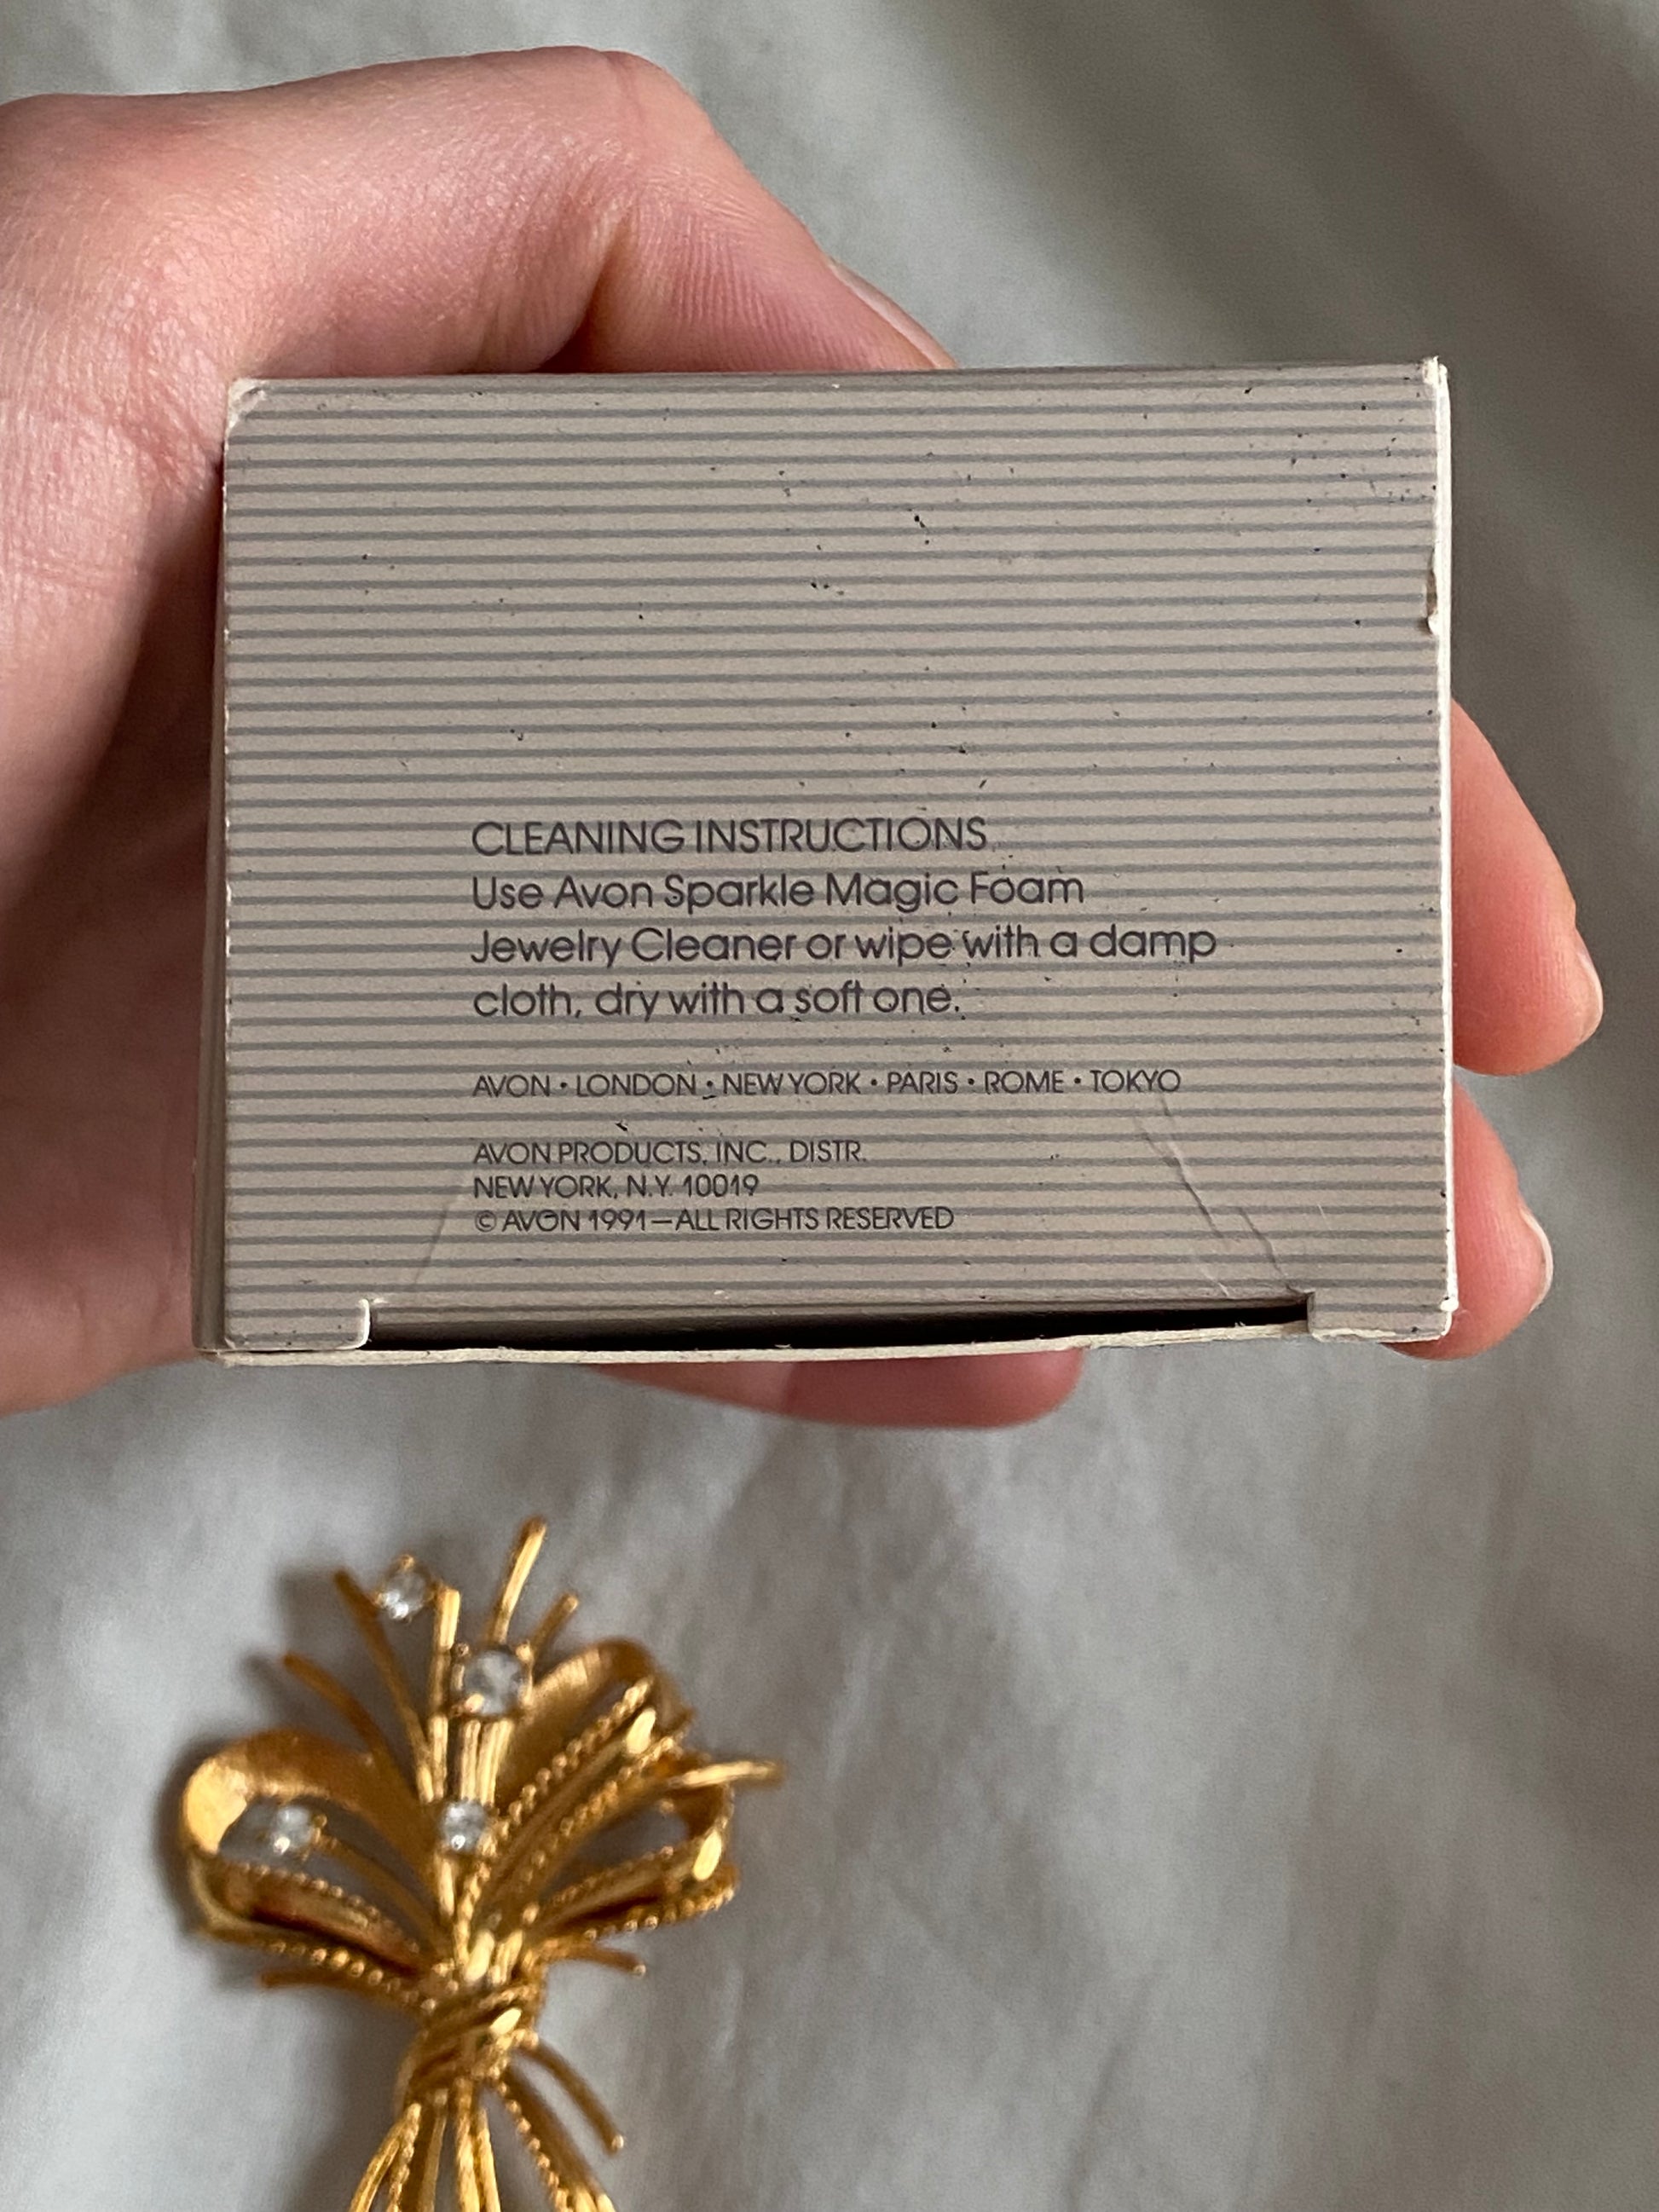 CLEANING INSTRUCTIONS
Use Avon Sparkle Magic Foam
Jewelry Cleaner or wipe with a damp
cloth, dry with a soft one.
AVON • LONDON • NEW YORK • PARIS • ROME • TOKYO
AVON PRODUCTS, INC., DISTR.
NEW YORK, N.Y. 10019
© AVON 1991—ALL RIGHTS RESERVED